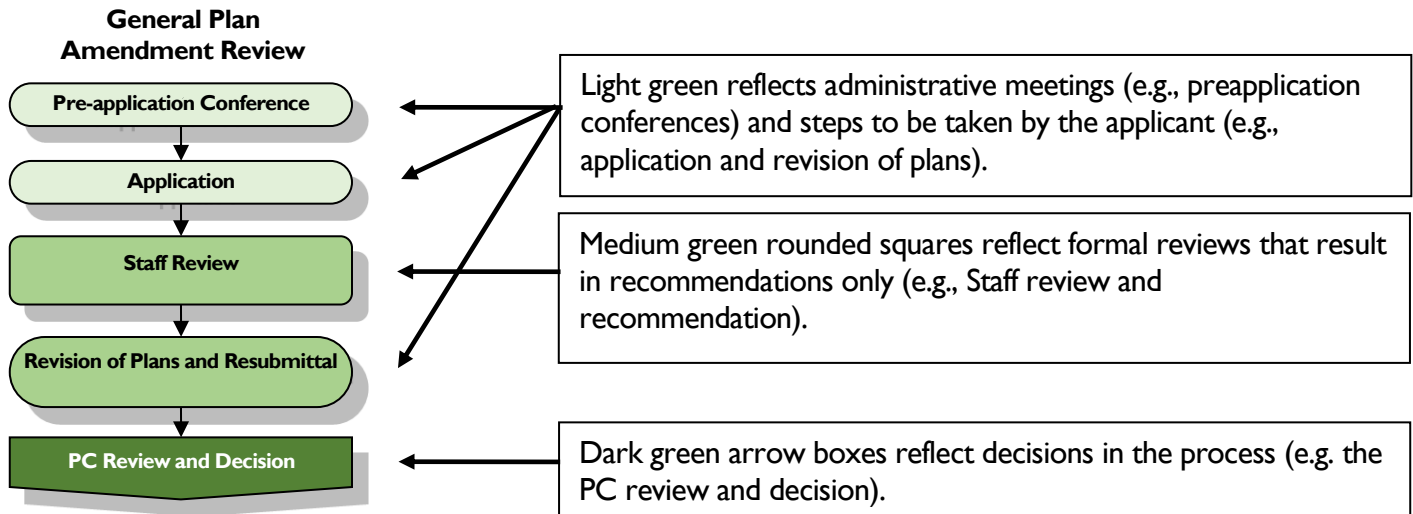 General Plan
Amendment Review
Pre-application Conference
Application
Staff Review
Revision of Plans and Resubmittal
PC Review and Decision
Light green reflects administrative meetings (e.g., preapplication
conferences) and steps to be taken by the applicant (e.g.,
application and revision of plans).
Medium green rounded squares reflect formal reviews that result
in recommendations only (e.g., Staff review and
recommendation).
Dark green arrow boxes reflect decisions in the process (e.g. the
PC review and decision).